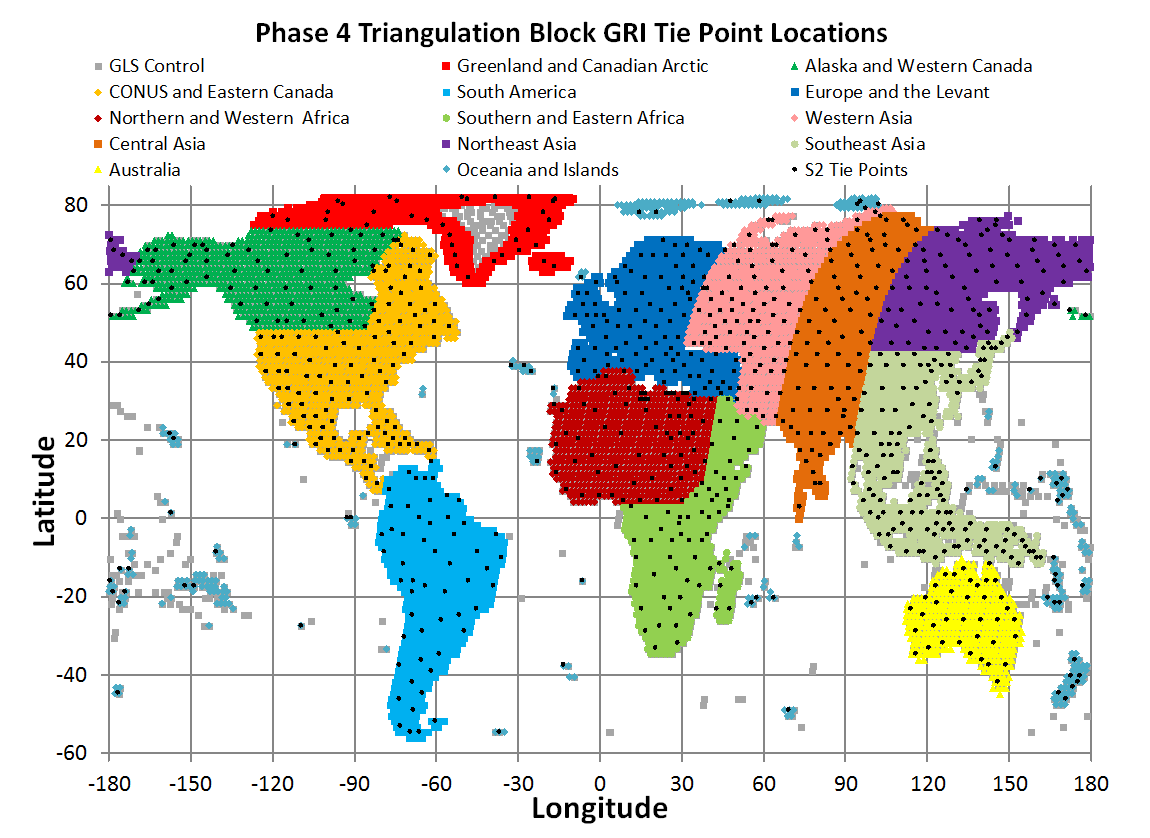 Phase 4 Triangulation Block GRI Tie Point Locations
GLS Control Greenland and Canadian Arctic Alaska and Western Canada
CONUS and Eastern Canada South America Europe and the Levant
Northern and Western Africa Southern and Eastern Africa Western Asia
Central Asia Northeast Asia Southeast Asia
Australia Oceania and Islands S2 Tie Points
80
60
40
20
0
-20
-40
-60
Latitude
-180 -150 -120 -90 -60 -30 0 30 60 90 120 150 180
Longitude